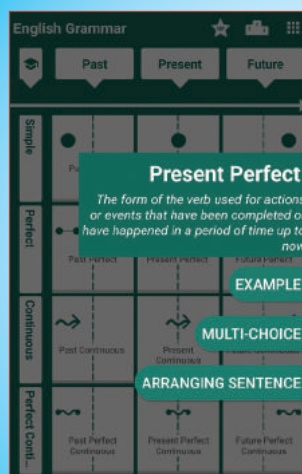 English Grammar
Past
Present
Future
Simple
Present Perfect
The form of the verb used for actions
or events that have been completed or
have happened in a period of time up to
now
Perfect
Past Perfect
Present Perfect
Future Perfect
EXAMPLE
MULTI-CHOICE
ARRANGING SENTENCE
Continuous
Past Continuous
Present
Continuous
Perfect Conti...
Past Perfect
Continuous
Present Perfect
Continuous
Future Perfect
Continuous